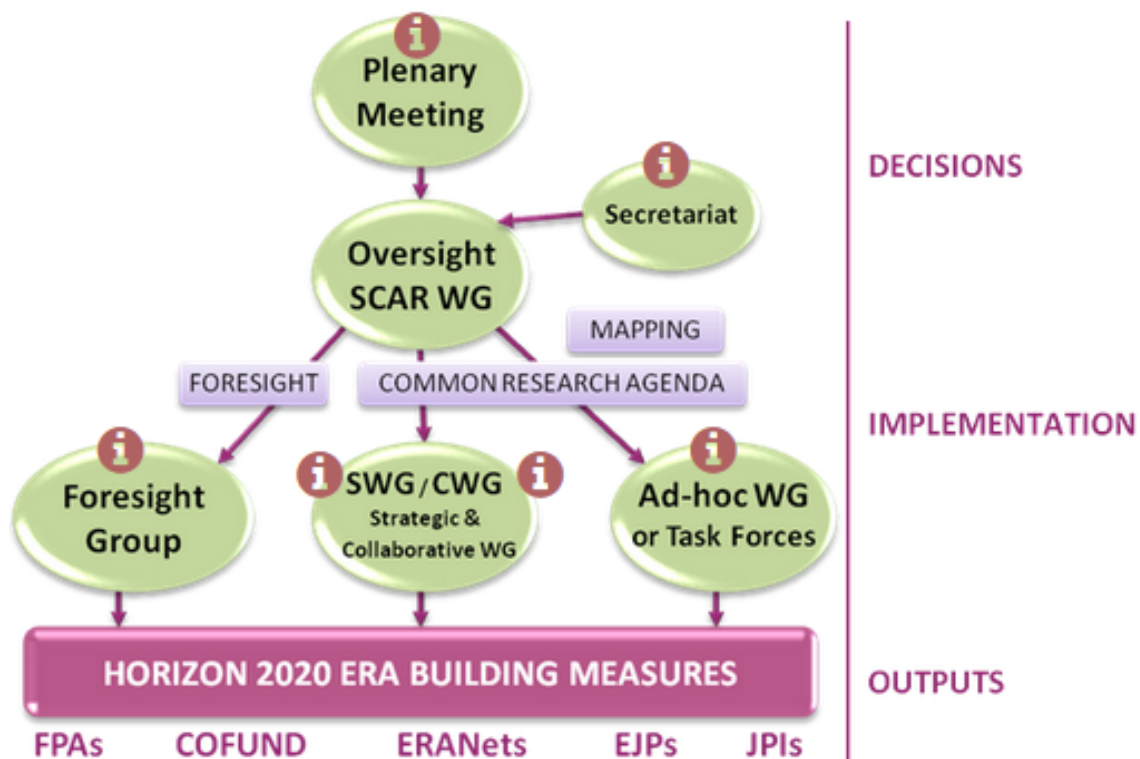 Plenary
Meeting
DECISIONS
Secretariat
Oversight
SCAR WG
MAPPING
FORESIGHT
COMMON RESEARCH AGENDA
IMPLEMENTATION
Foresight
Group
SWG / CWG
Strategic &
Collaborative WG
Ad-hoc WG
or Task Forces
HORIZON 2020 ERA BUILDING MEASURES
OUTPUTS
FPAs COFUND ERANets EJPs JPIs